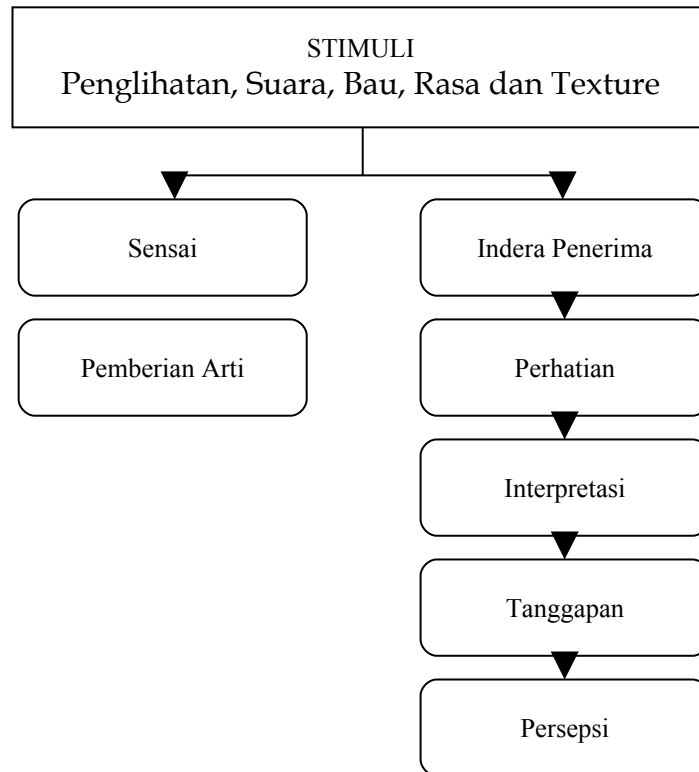 STIMULI
Penglihatan, Suara, Bau, Rasa dan Texture
Sensai
Indera Penerima
Pemberian Arti
Perhatian
Interpretasi
Tanggapan
Persepsi